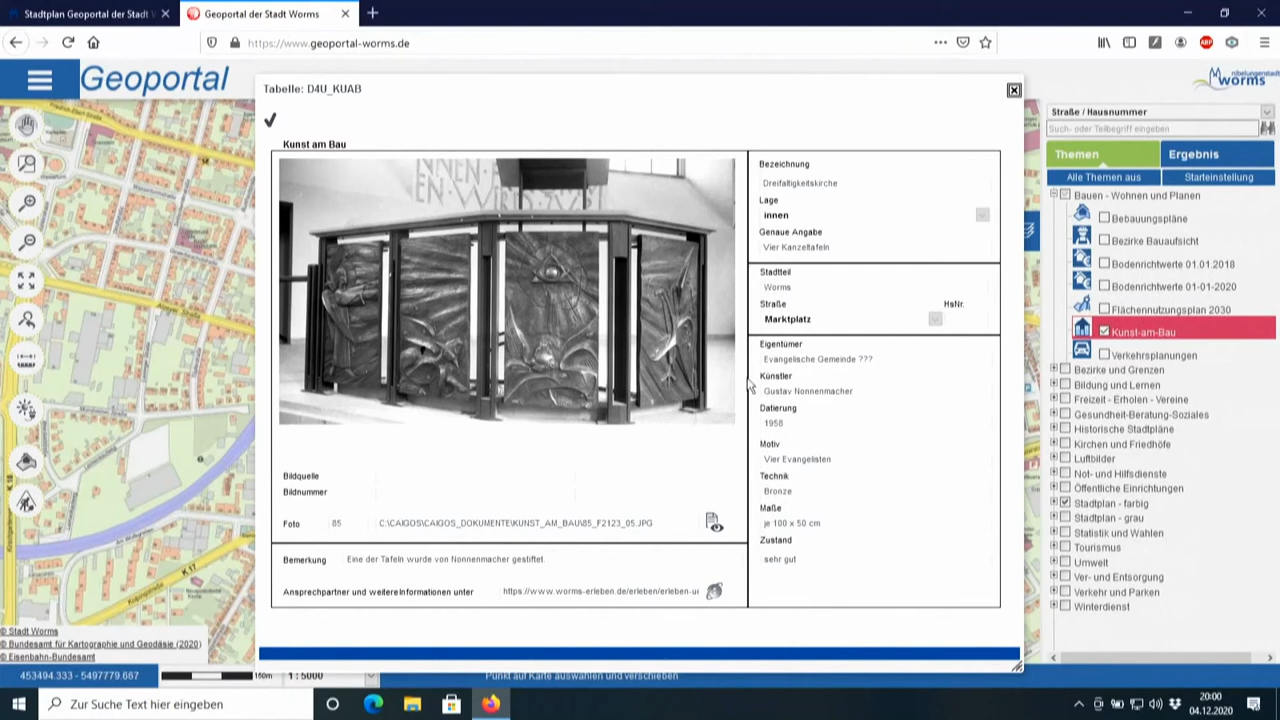 Stadtplan Geoportal der Stadt W
Geoportal der Stadt Worms
https://www.geoportal-worms.de
ABP
Geoportal
nibelungenstadt
worms
Tabelle: D4U_KUAB
Kunst am Bau
Bezeichnung
Dreifaltigkeitskirche
Lage
innen
Genaue Angabe
Vier Kanzeltafeln
Stadtteil
Worms
Straße HsNr.
Marktplatz
Eigentümer
Evangelische Gemeinde ???
Künstler
Gustav Nonnenmacher
Datierung
1958
Motiv
Vier Evangelisten
Technik
Bronze
Maße
je 100 x 50 cm
Zustand
sehr gut
Bildquelle
Bildnummer
Foto 85 C:\CAIGOS\CAIGOS_DOKUMENTE\KUNST_AM_BAU\85_F2123_05.JPG
Bemerkung Eine der Tafeln wurde von Nonnenmacher gestiftet.
Ansprechpartner und weitere Informationen unter https://www.worms-erleben.de/erleben/erleben-ur
Straße / Hausnummer
Such- oder Teilbegriff eingeben
Themen Ergebnis
Alle Themen aus Starteinstellung
Bauen - Wohnen und Planen
Bebauungspläne
Bezirke Bauaufsicht
Bodenrichtwerte 01.01.2018
Bodenrichtwerte 01-01-2020
Flächennutzungsplan 2030
Kunst-am-Bau
Verkehrsplanungen
Bezirke und Grenzen
Bildung und Lernen
Freizeit - Erholen - Vereine
Gesundheit-Beratung-Soziales
Historische Stadtpläne
Kirchen und Friedhöfe
Luftbilder
Not- und Hilfsdienste
Öffentliche Einrichtungen
Stadtplan - farbig
Stadtplan - grau
Statistik und Wahlen
Tourismus
Umwelt
Ver- und Entsorgung
Verkehr und Parken
Winterdienst
K 18
K 17
© Stadt Worms
© Bundesamt für Kartographie und Geodäsie (2020)
© Eisenbahn-Bundesamt
453494.333 - 5497779.667
150m
1 : 5000
Punkt auf Karte auswählen und verschieben
Zur Suche Text hier eingeben
20:00
04.12.2020